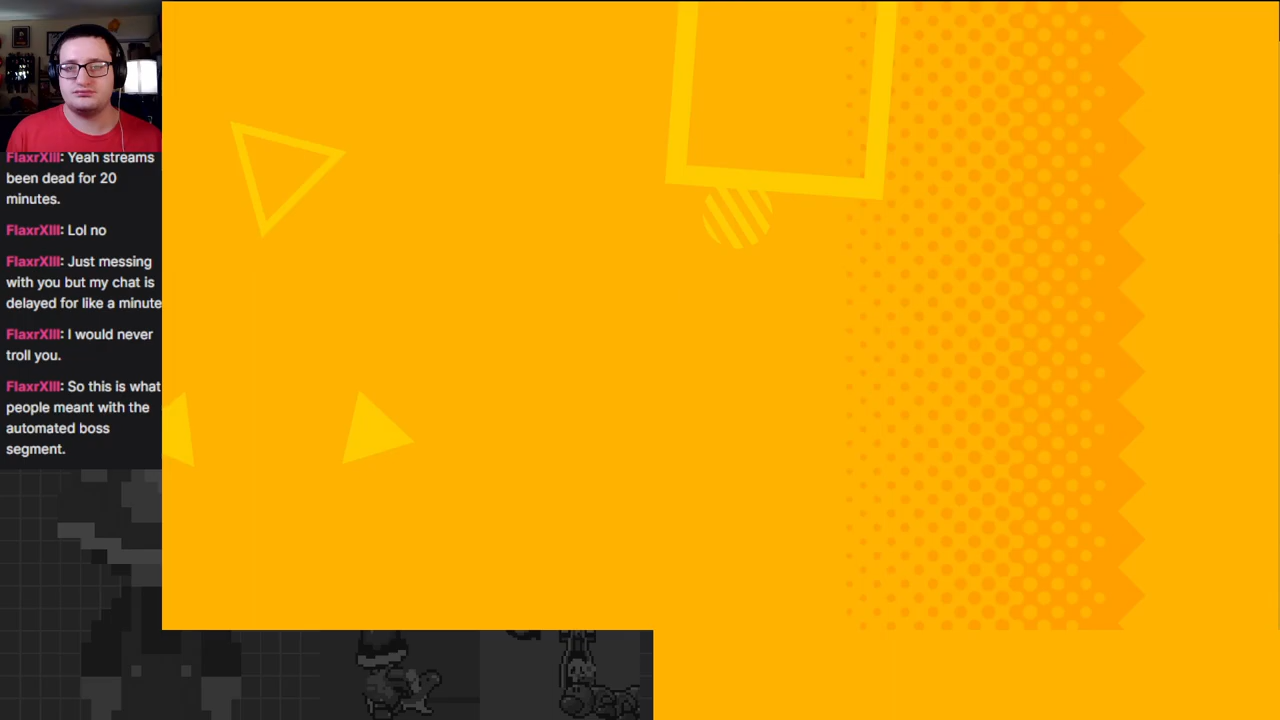 FlaxrXIII: Yeah streams
been dead for 20
minutes.
FlaxrXIII: Lol no
FlaxrXIII: Just messing
with you but my chat is
delayed for like a minute
FlaxrXIII: I would never
troll you.
FlaxrXIII: So this is what
people meant with the
automated boss
segment.